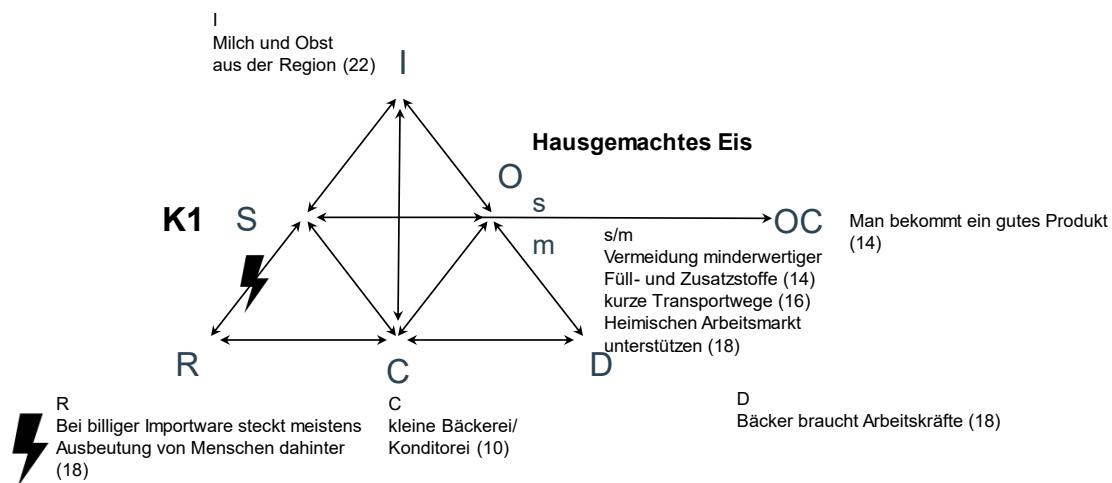 I
Milch und Obst
aus der Region (22)
I
Hausgemachtes Eis
O
K1
S
s
OC
Man bekommt ein gutes Produkt
(14)
m
s/m
Vermeidung minderwertiger
Füll- und Zusatzstoffe (14)
kurze Transportwege (16)
Heimischen Arbeitsmarkt
unterstützen (18)
R
C
D
R
Bei billiger Importware steckt meistens
Ausbeutung von Menschen dahinter
(18)
C
kleine Bäckerei/
Konditorei (10)
D
Bäcker braucht Arbeitskräfte (18)